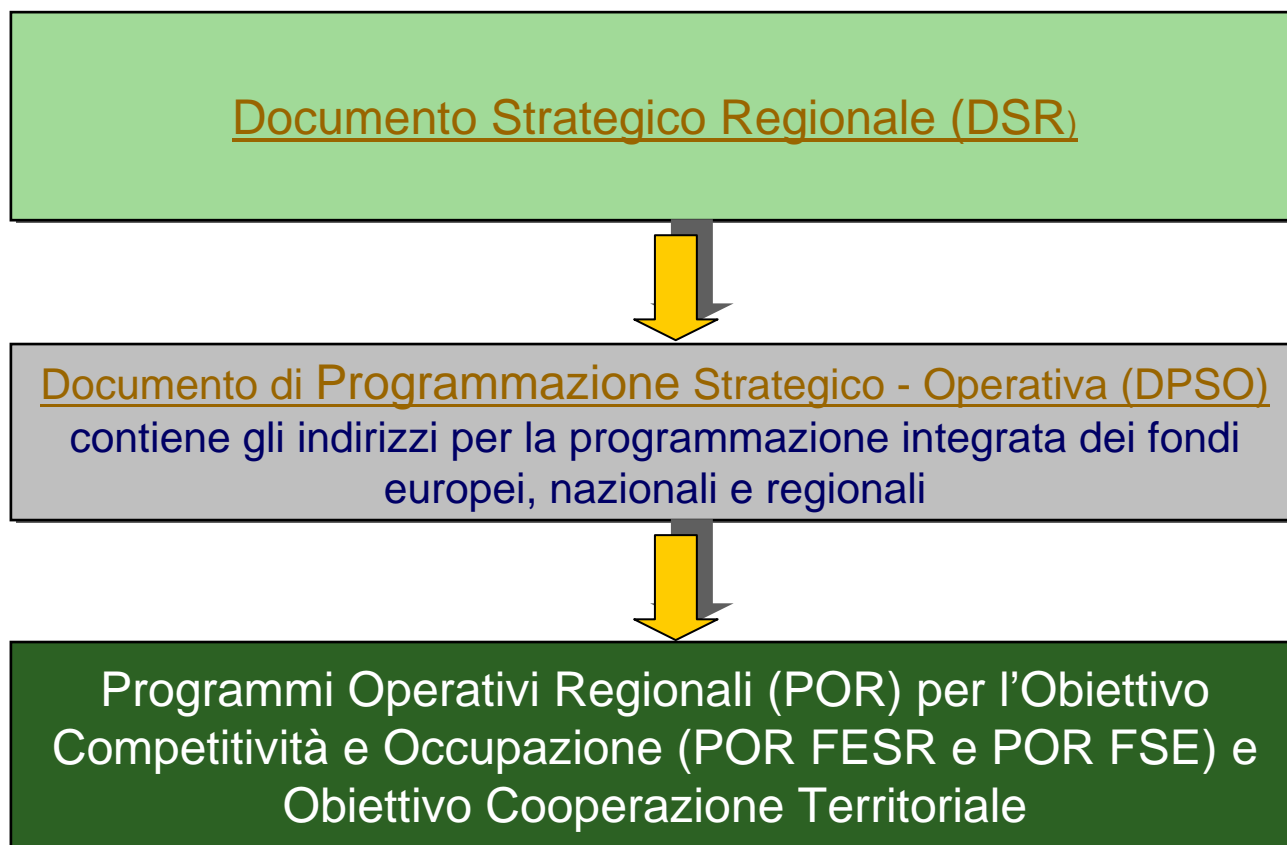 Documento Strategico Regionale (DSR)
Documento di Programmazione Strategico - Operativa (DPSO)
contiene gli indirizzi per la programmazione integrata dei fondi
europei, nazionali e regionali
Programmi Operativi Regionali (POR) per l’Obiettivo
Competitività e Occupazione (POR FESR e POR FSE) e
Obiettivo Cooperazione Territoriale